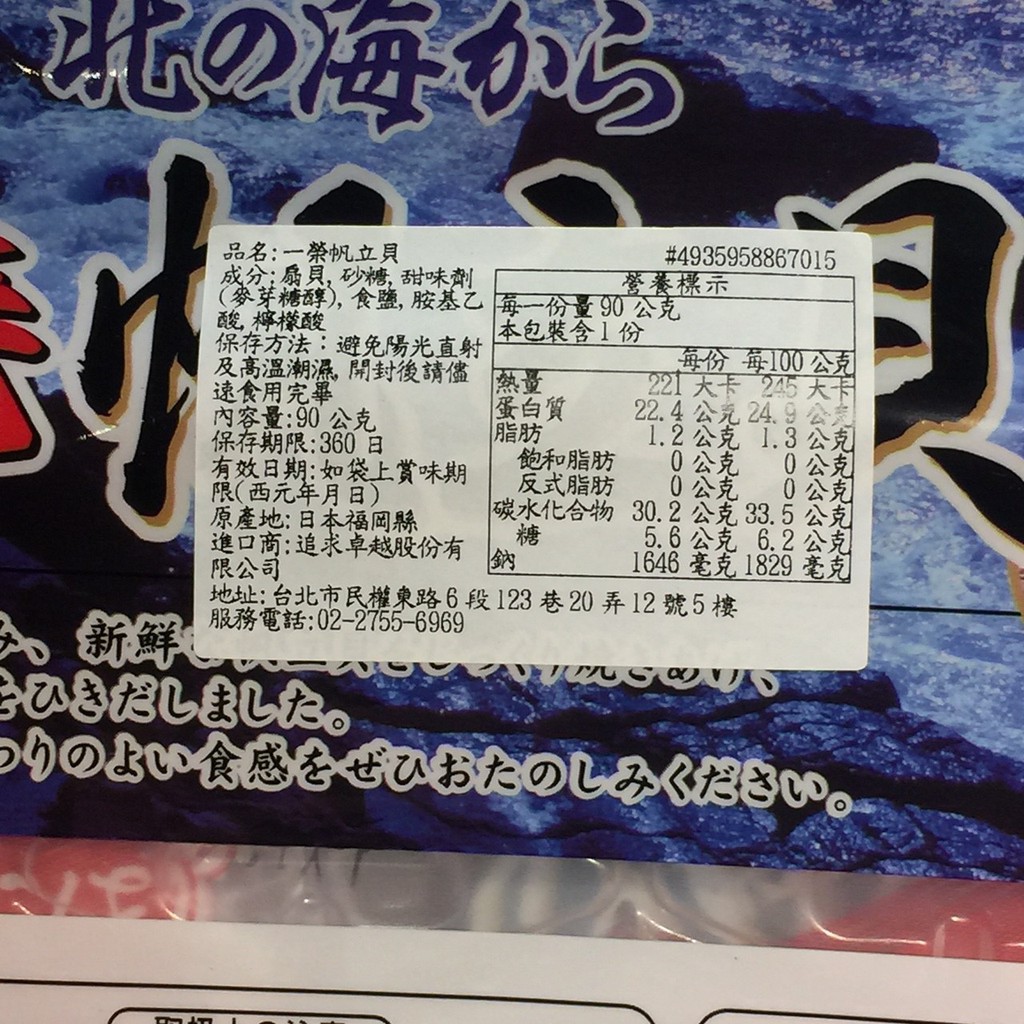 北の海から
品名:一榮帆立貝
#4935958867015
成分:扇貝,砂糖,甜味劑
(麥芽糖醇),食鹽,胺基乙
酸,檸檬酸
保存方法：避免陽光直射
及高溫潮濕,開封後請儘
速食用完畢
內容量:90 公克
保存期限:360 日
有效日期:如袋上賞味期
限(西元年月日)
原產地:日本福岡縣
進口商:追求卓越股份有
限公司
地址:台北市民權東路6段123巷20弄12號5樓
服務電話:02-2755-6969
營養標示
每一份量 90 公克
本包裝含 1 份
每份 每100 公克
熱量 221 大卡 245 大卡
蛋白質 22.4 公克 24.9 公克
脂肪 1.2 公克 1.3 公克
飽和脂肪 0 公克 0 公克
反式脂肪 0 公克 0 公克
碳水化合物 30.2 公克 33.5 公克
糖 5.6 公克 6.2 公克
鈉 1646 毫克 1829 毫克
み、新鮮
をひきだしました。
わりのよい食感をぜひおたのしみください。